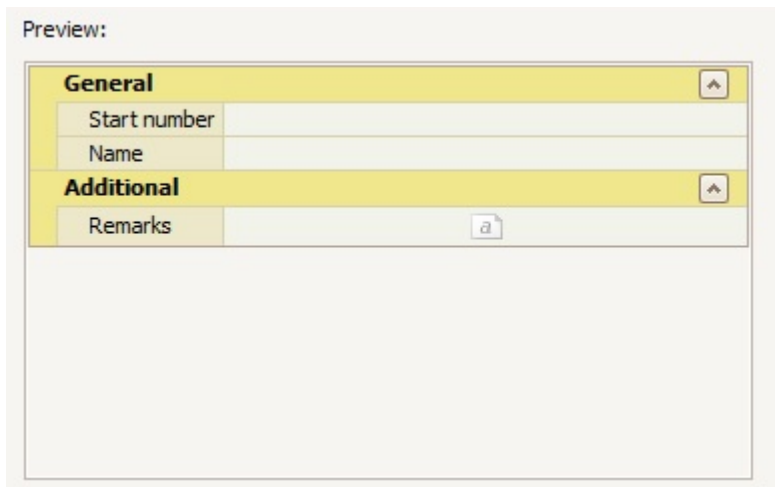 Preview:
General
Start number
Name
Additional
Remarks
a